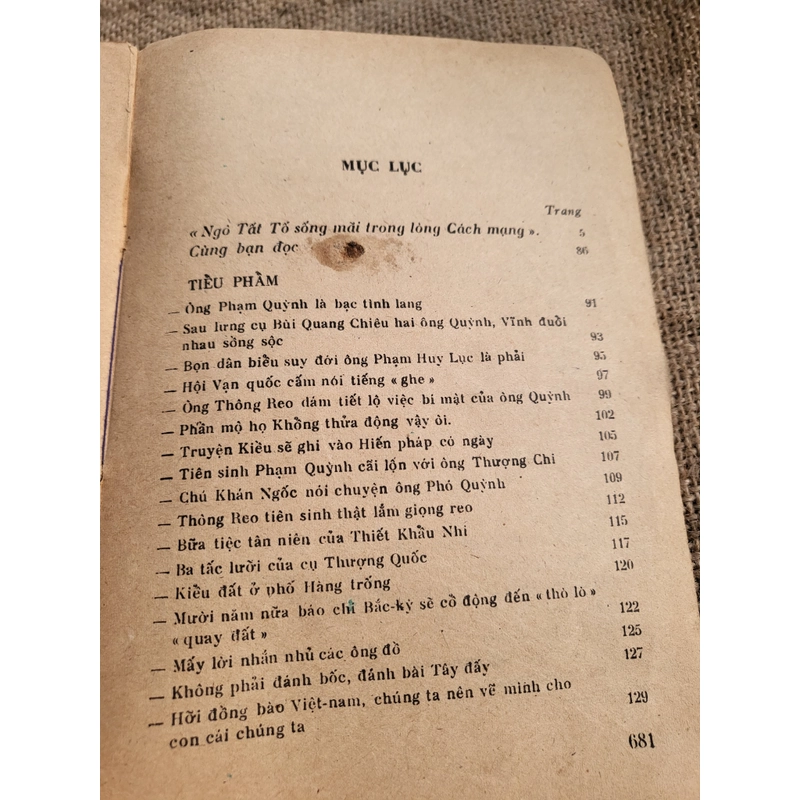 MỤC LỤC
Trang
« Ngô Tất Tố sống mãi trong lòng Cách mạng ». 5
Cùng bạn đọc 86
TIỂU PHẨM
— Ông Phạm Quỳnh là bạc tình lang 91
— Sau lưng cụ Bùi Quang Chiêu hai ông Quỳnh, Vĩnh đuổi
nhau sồng sộc 93
— Bọn dân biểu suy đới ông Phạm Huy Lục là phải 95
— Hội Vạn quốc cấm nói tiếng « ghe » 97
— Ông Thông Reo dám tiết lộ việc bí mật của ông Quỳnh 99
— Phần mộ họ Khồng thửa động vậy òi. 102
— Truyện Kiều sẽ ghi vào Hiến pháp có ngày 105
— Tiên sinh Phạm Quỳnh cãi lộn với ông Thượng Chi 107
— Chú Khán Ngốc nói chuyện ông Phó Quỳnh 109
— Thông Reo tiên sinh thật lắm giọng reo 112
— Bữa tiệc tân niên của Thiết Khẩu Nhi 115
— Ba tấc lưỡi của cụ Thượng Quốc 117
— Kiều đất ở phố Hàng trống 120
— Mười năm nữa báo chí Bắc-kỳ sẽ cổ động đến « thò lò »
« quay đất » 122
— Mấy lời nhắn nhủ các ông đồ 125
— Không phải đánh bốc, đánh bài Tây đấy 127
— Hỡi đồng bào Việt-nam, chúng ta nên vẽ mình cho
con cái chúng ta 129
681